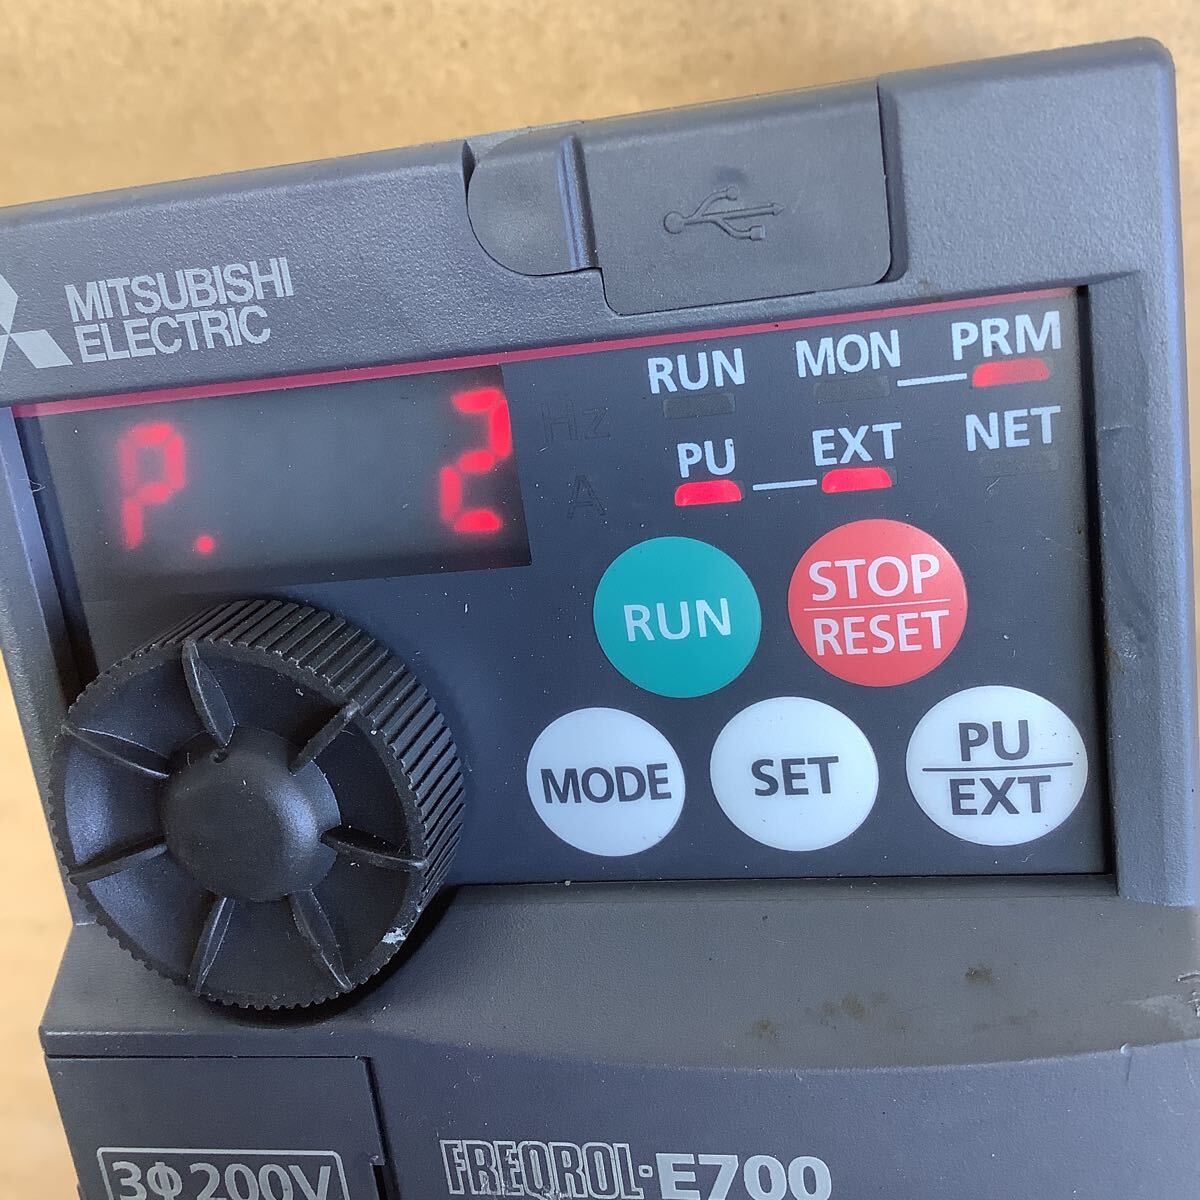 MITSUBISHI
ELECTRIC
P. 2
Hz
A
RUN MON PRM
PU EXT NET
RUN
STOP
RESET
MODE
SET
PU
EXT
3Φ200V
FREQROL-E700